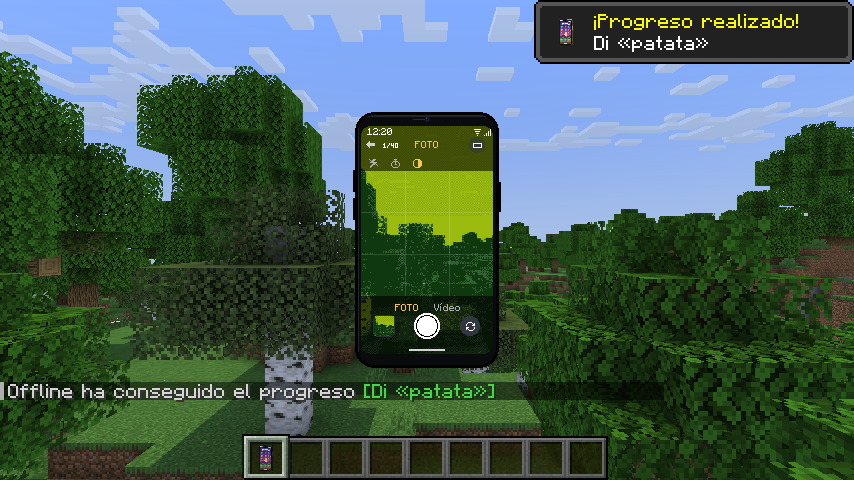 ¡Progreso realizado!
Di «patata»
12:20
1/40 FOTO
FOTO Vídeo
Offline ha conseguido el progreso [Di «patata»]